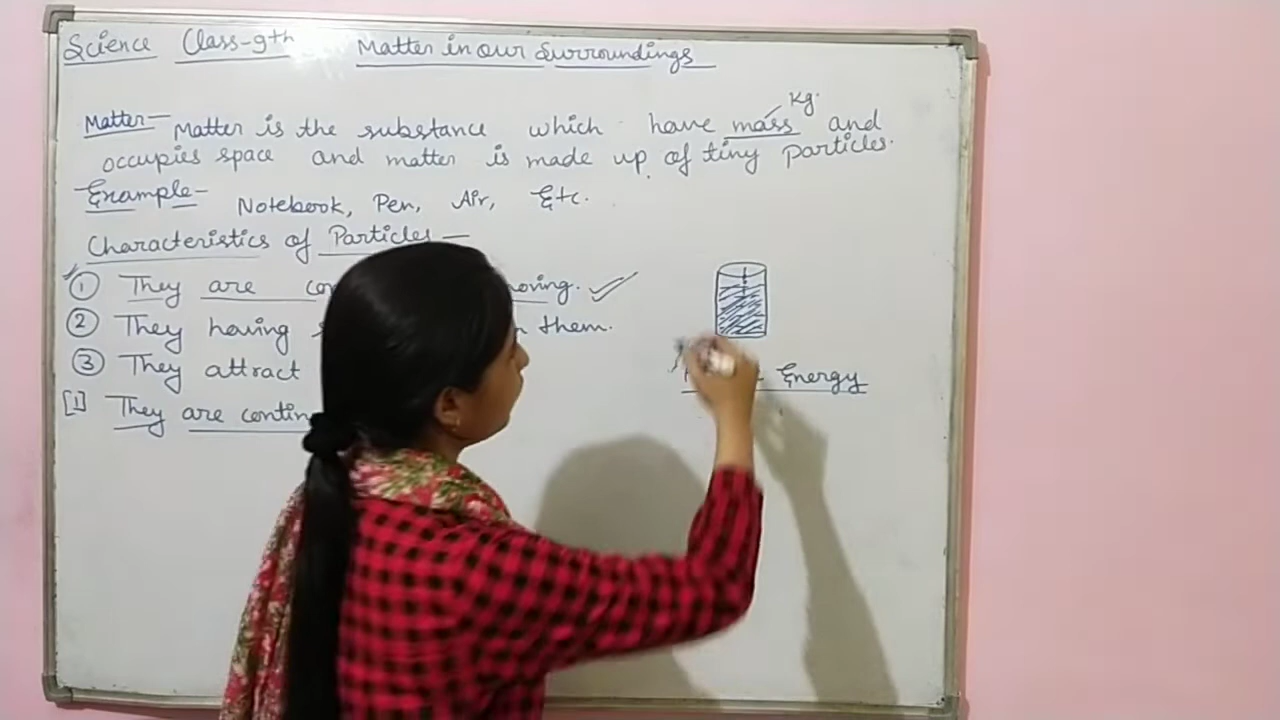 Science Class-9th Matter in our Surroundings
Kg.
Matter- Matter is the substance which have mass and
occupies space and matter is made up of tiny particles.
Example- Notebook, Pen, Air, Etc.
Characteristics of Particles-
① They are moving. ✓
② They having them.
③ They attract
Energy
[1] They are